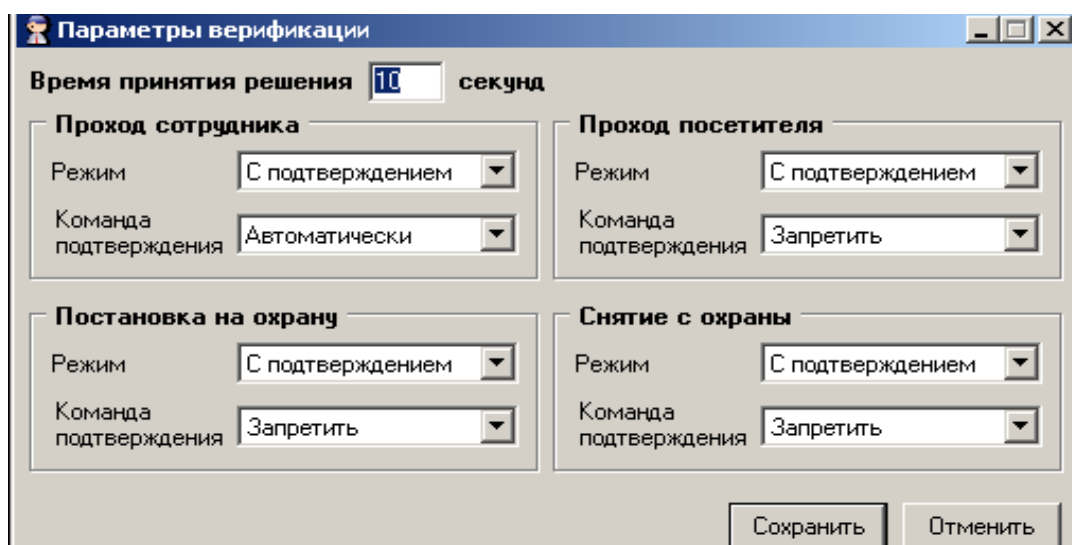 Параметры верификации
Время принятия решения 10 секунд
Проход сотрудника
Режим С подтверждением
Команда подтверждения Автоматически
Проход посетителя
Режим С подтверждением
Команда подтверждения Запретить
Постановка на охрану
Режим С подтверждением
Команда подтверждения Запретить
Снятие с охраны
Режим С подтверждением
Команда подтверждения Запретить
Сохранить Отменить